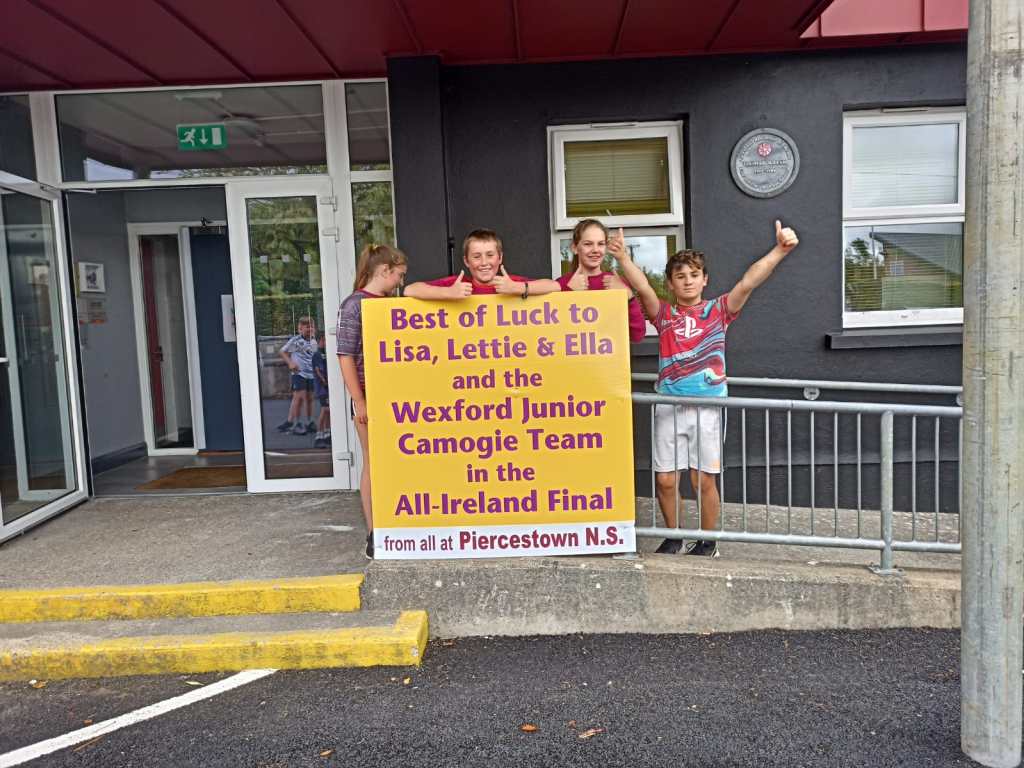 Best of Luck to
Lisa, Lettie & Ella
and the
Wexford Junior
Camogie Team
in the
All-Ireland Final
from all at Piercestown N.S.